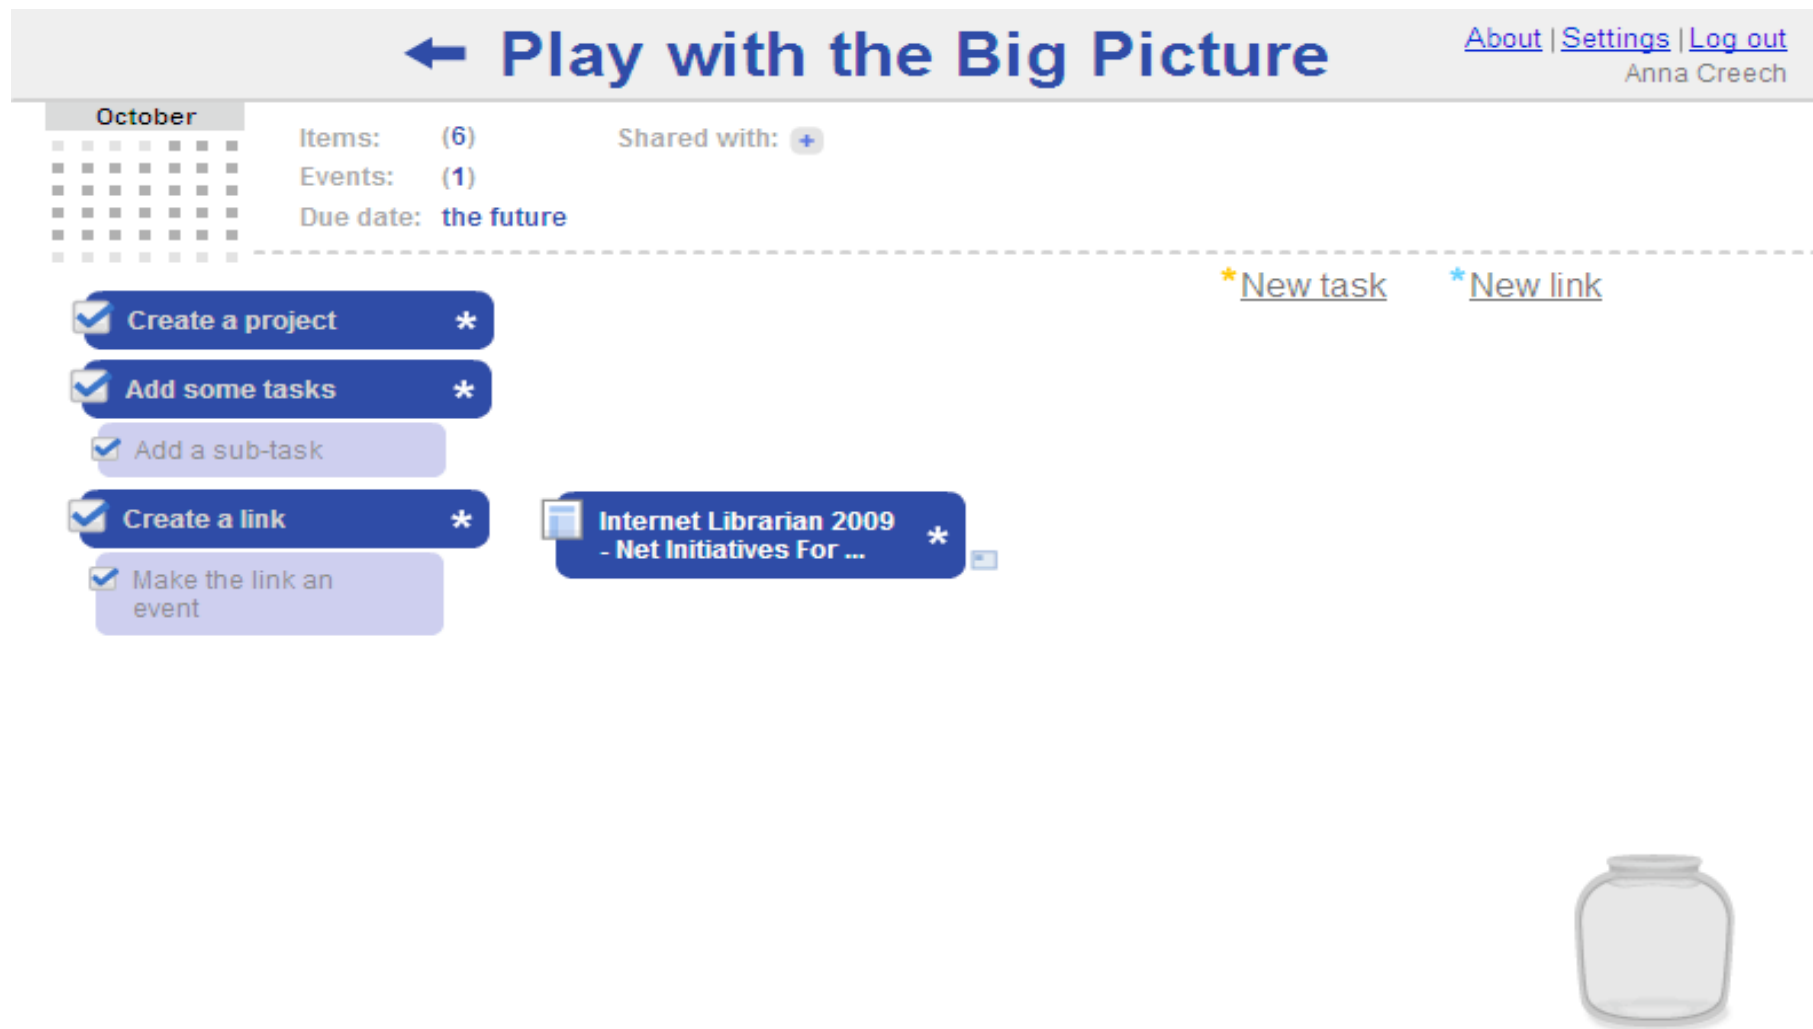 ← Play with the Big Picture
About | Settings | Log out
Anna Creech
October
Items: (6)
Shared with: +
Events: (1)
Due date: the future
*New task
*New link
Create a project *
Add some tasks *
Add a sub-task
Create a link *
Make the link an
event
Internet Librarian 2009
- Net Initiatives For ... *